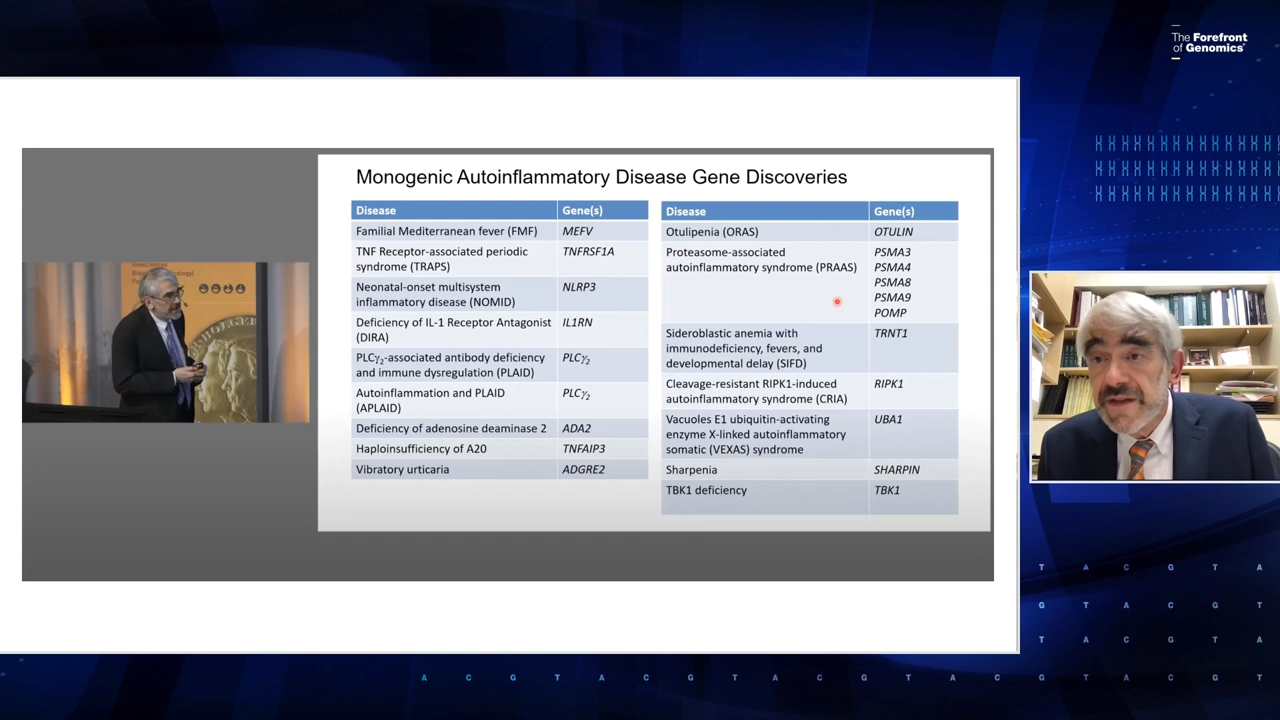 The Forefront
of Genomics
Monogenic Autoinflammatory Disease Gene Discoveries
Disease Gene(s)
Familial Mediterranean fever (FMF) MEFV
TNF Receptor-associated periodic TNFRSF1A
syndrome (TRAPS)
Neonatal-onset multisystem NLRP3
inflammatory disease (NOMID)
Deficiency of IL-1 Receptor Antagonist IL1RN
(DIRA)
PLCγ₂-associated antibody deficiency PLCγ₂
and immune dysregulation (PLAID)
Autoinflammation and PLAID PLCγ₂
(APLAID)
Deficiency of adenosine deaminase 2 ADA2
Haploinsufficiency of A20 TNFAIP3
Vibratory urticaria ADGRE2
Disease Gene(s)
Otulipenia (ORAS) OTULIN
Proteasome-associated PSMA3
autoinflammatory syndrome (PRAAS) PSMA4
PSMA8
PSMA9
POMP
Sideroblastic anemia with TRNT1
immunodeficiency, fevers, and
developmental delay (SIFD)
Cleavage-resistant RIPK1-induced RIPK1
autoinflammatory syndrome (CRIA)
Vacuoles E1 ubiquitin-activating UBA1
enzyme X-linked autoinflammatory
somatic (VEXAS) syndrome
Sharpenia SHARPIN
TBK1 deficiency TBK1
T A C G T A
G T A C G T
T A C G T A
A C G T A C G T A C G T A C G T A C G T